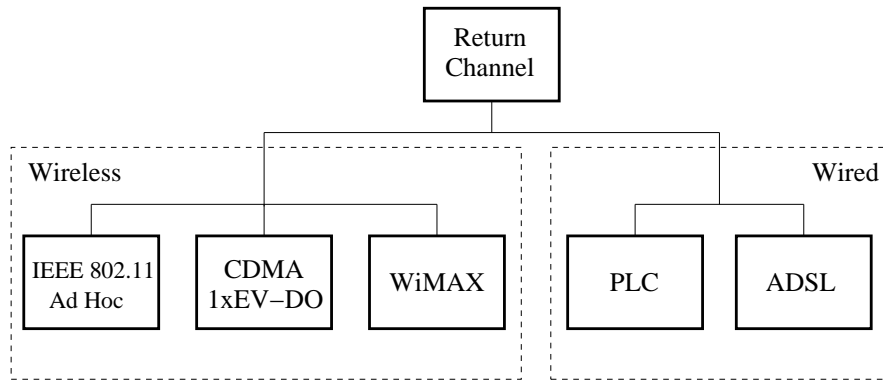 Return
Channel
Wireless
Wired
IEEE 802.11
Ad Hoc
CDMA
1xEV−DO
WiMAX
PLC
ADSL